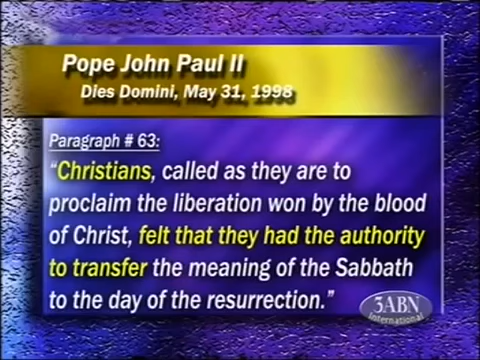 Pope John Paul II
Dies Domini, May 31, 1998
Paragraph # 63:
"Christians, called as they are to
proclaim the liberation won by the blood
of Christ, felt that they had the authority
to transfer the meaning of the Sabbath
to the day of the resurrection."
3ABN
International